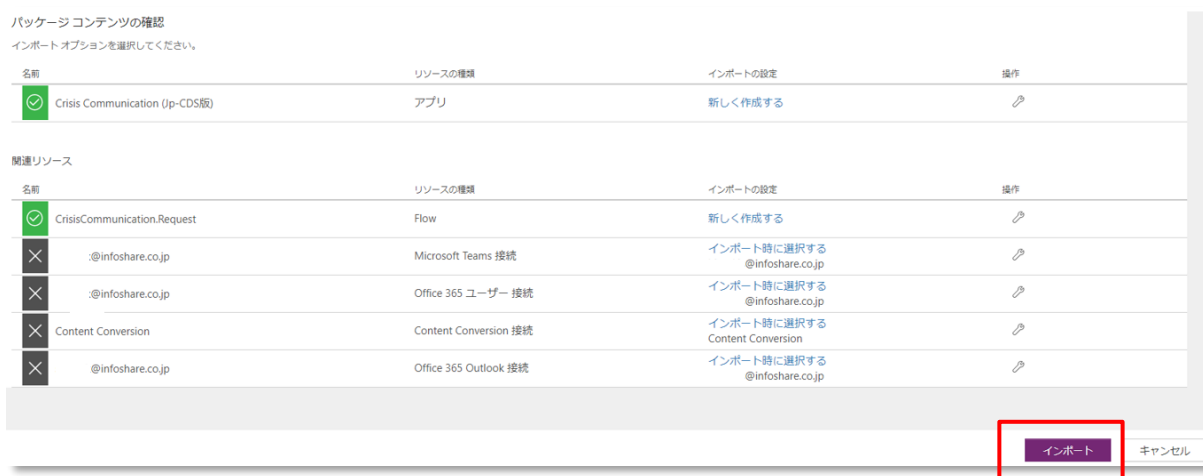 パッケージ コンテンツの確認
インポート オプションを選択してください。
名前 リソースの種類 インポートの設定 操作
Crisis Communication (Jp-CDS版) アプリ 新しく作成する
関連リソース
名前 リソースの種類 インポートの設定 操作
CrisisCommunication.Request Flow 新しく作成する
:@infoshare.co.jp Microsoft Teams 接続 インポート時に選択する
@infoshare.co.jp
:@infoshare.co.jp Office 365 ユーザー 接続 インポート時に選択する
@infoshare.co.jp
Content Conversion Content Conversion 接続 インポート時に選択する
Content Conversion
@infoshare.co.jp Office 365 Outlook 接続 インポート時に選択する
@infoshare.co.jp
インポート キャンセル